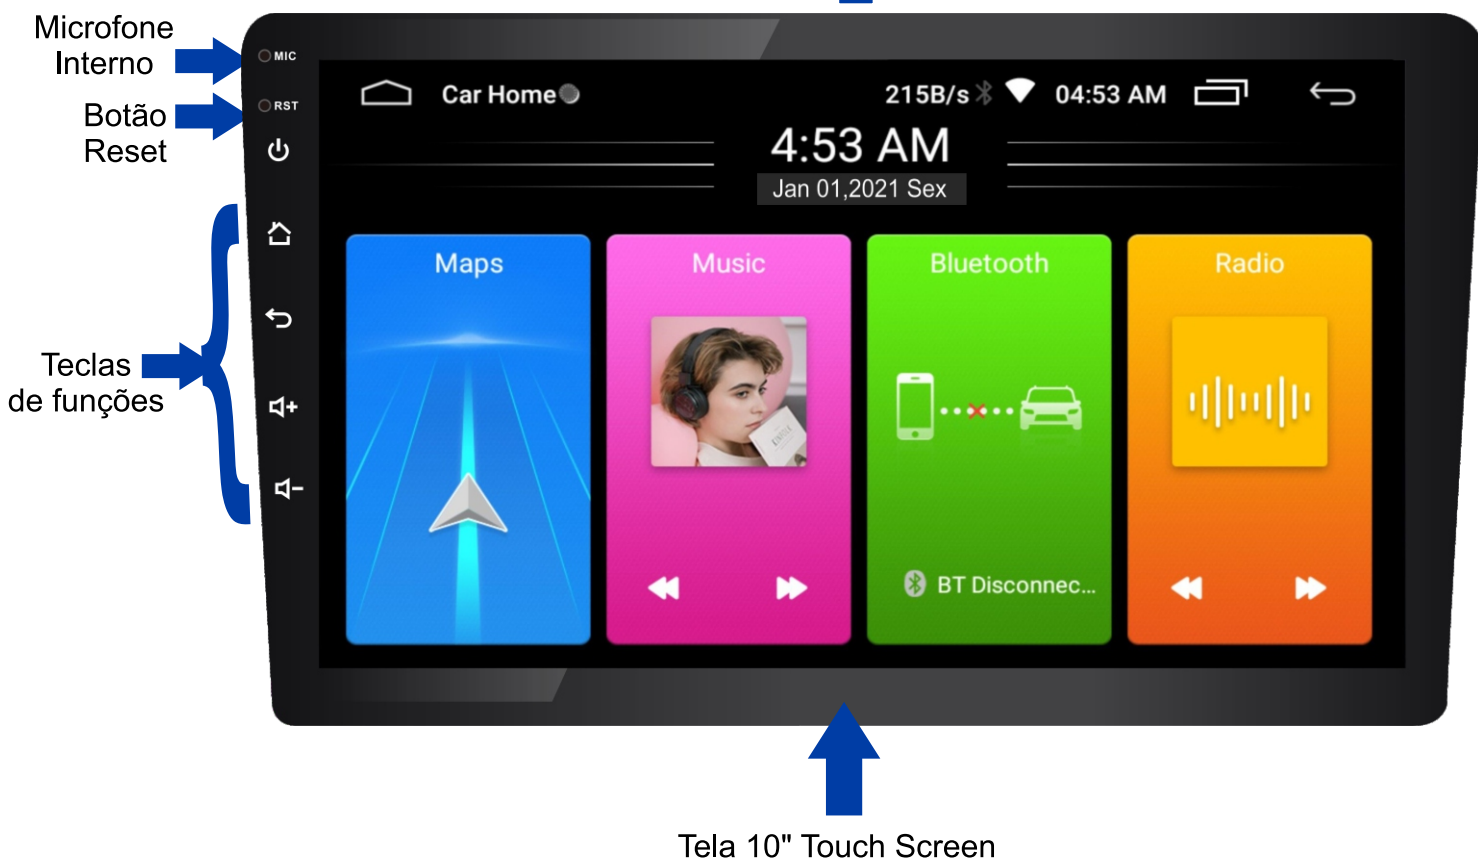 Microfone
Interno
MIC
Botão
Reset
RST
Car Home
215B/s
04:53 AM
4:53 AM
Jan 01,2021 Sex
Teclas
de funções
Maps
Music
Bluetooth
Radio
BT Disconnec...
Tela 10" Touch Screen